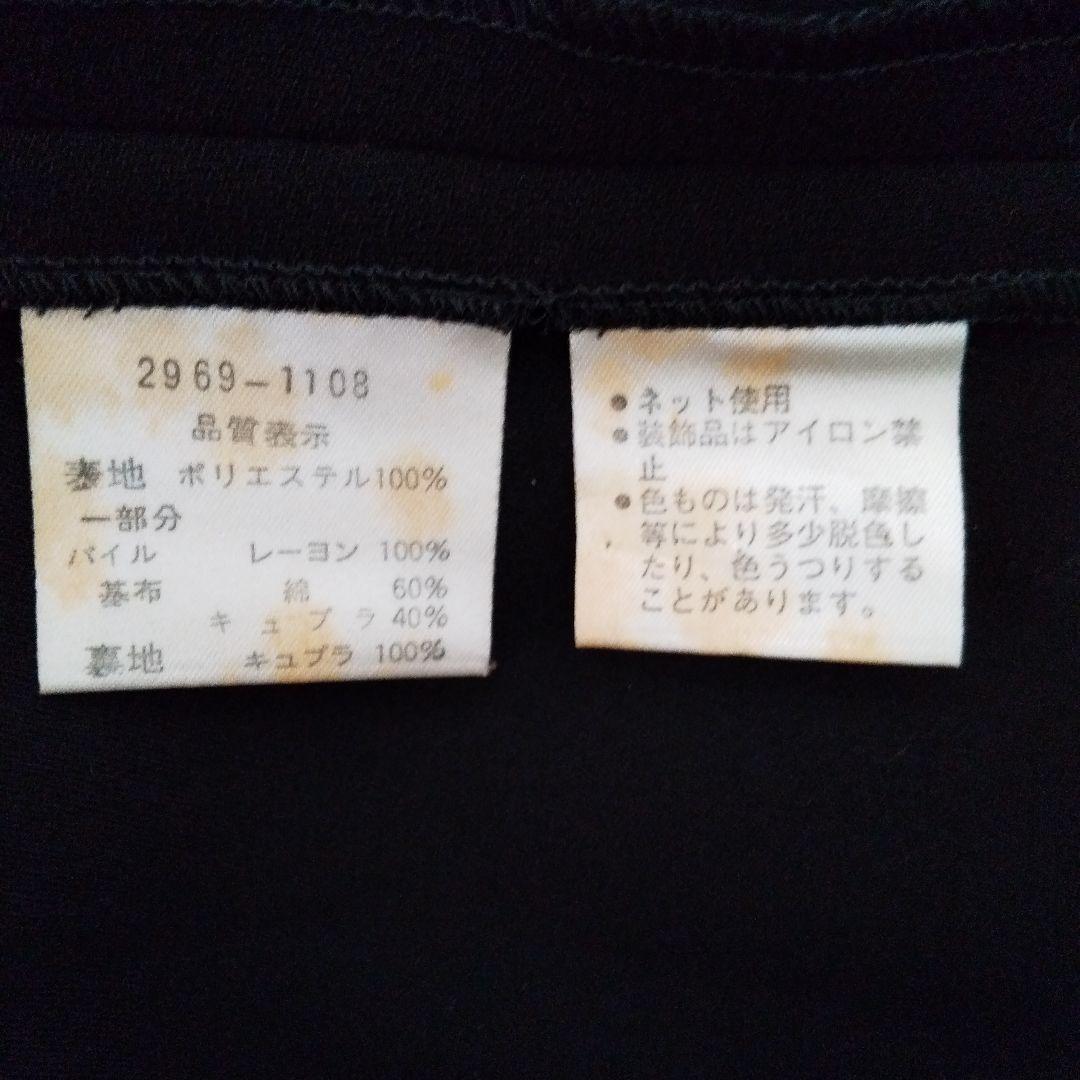 2969-1108
品質表示
表地 ポリエステル100%
一部分
パイル レーヨン 100%
基布 綿 60%
キュプラ 40%
裏地 キュプラ 100%
●ネット使用
●装飾品はアイロン禁
止
●色ものは発汗、摩擦
等により多少脱色し
たり、色うつりする
ことがあります。